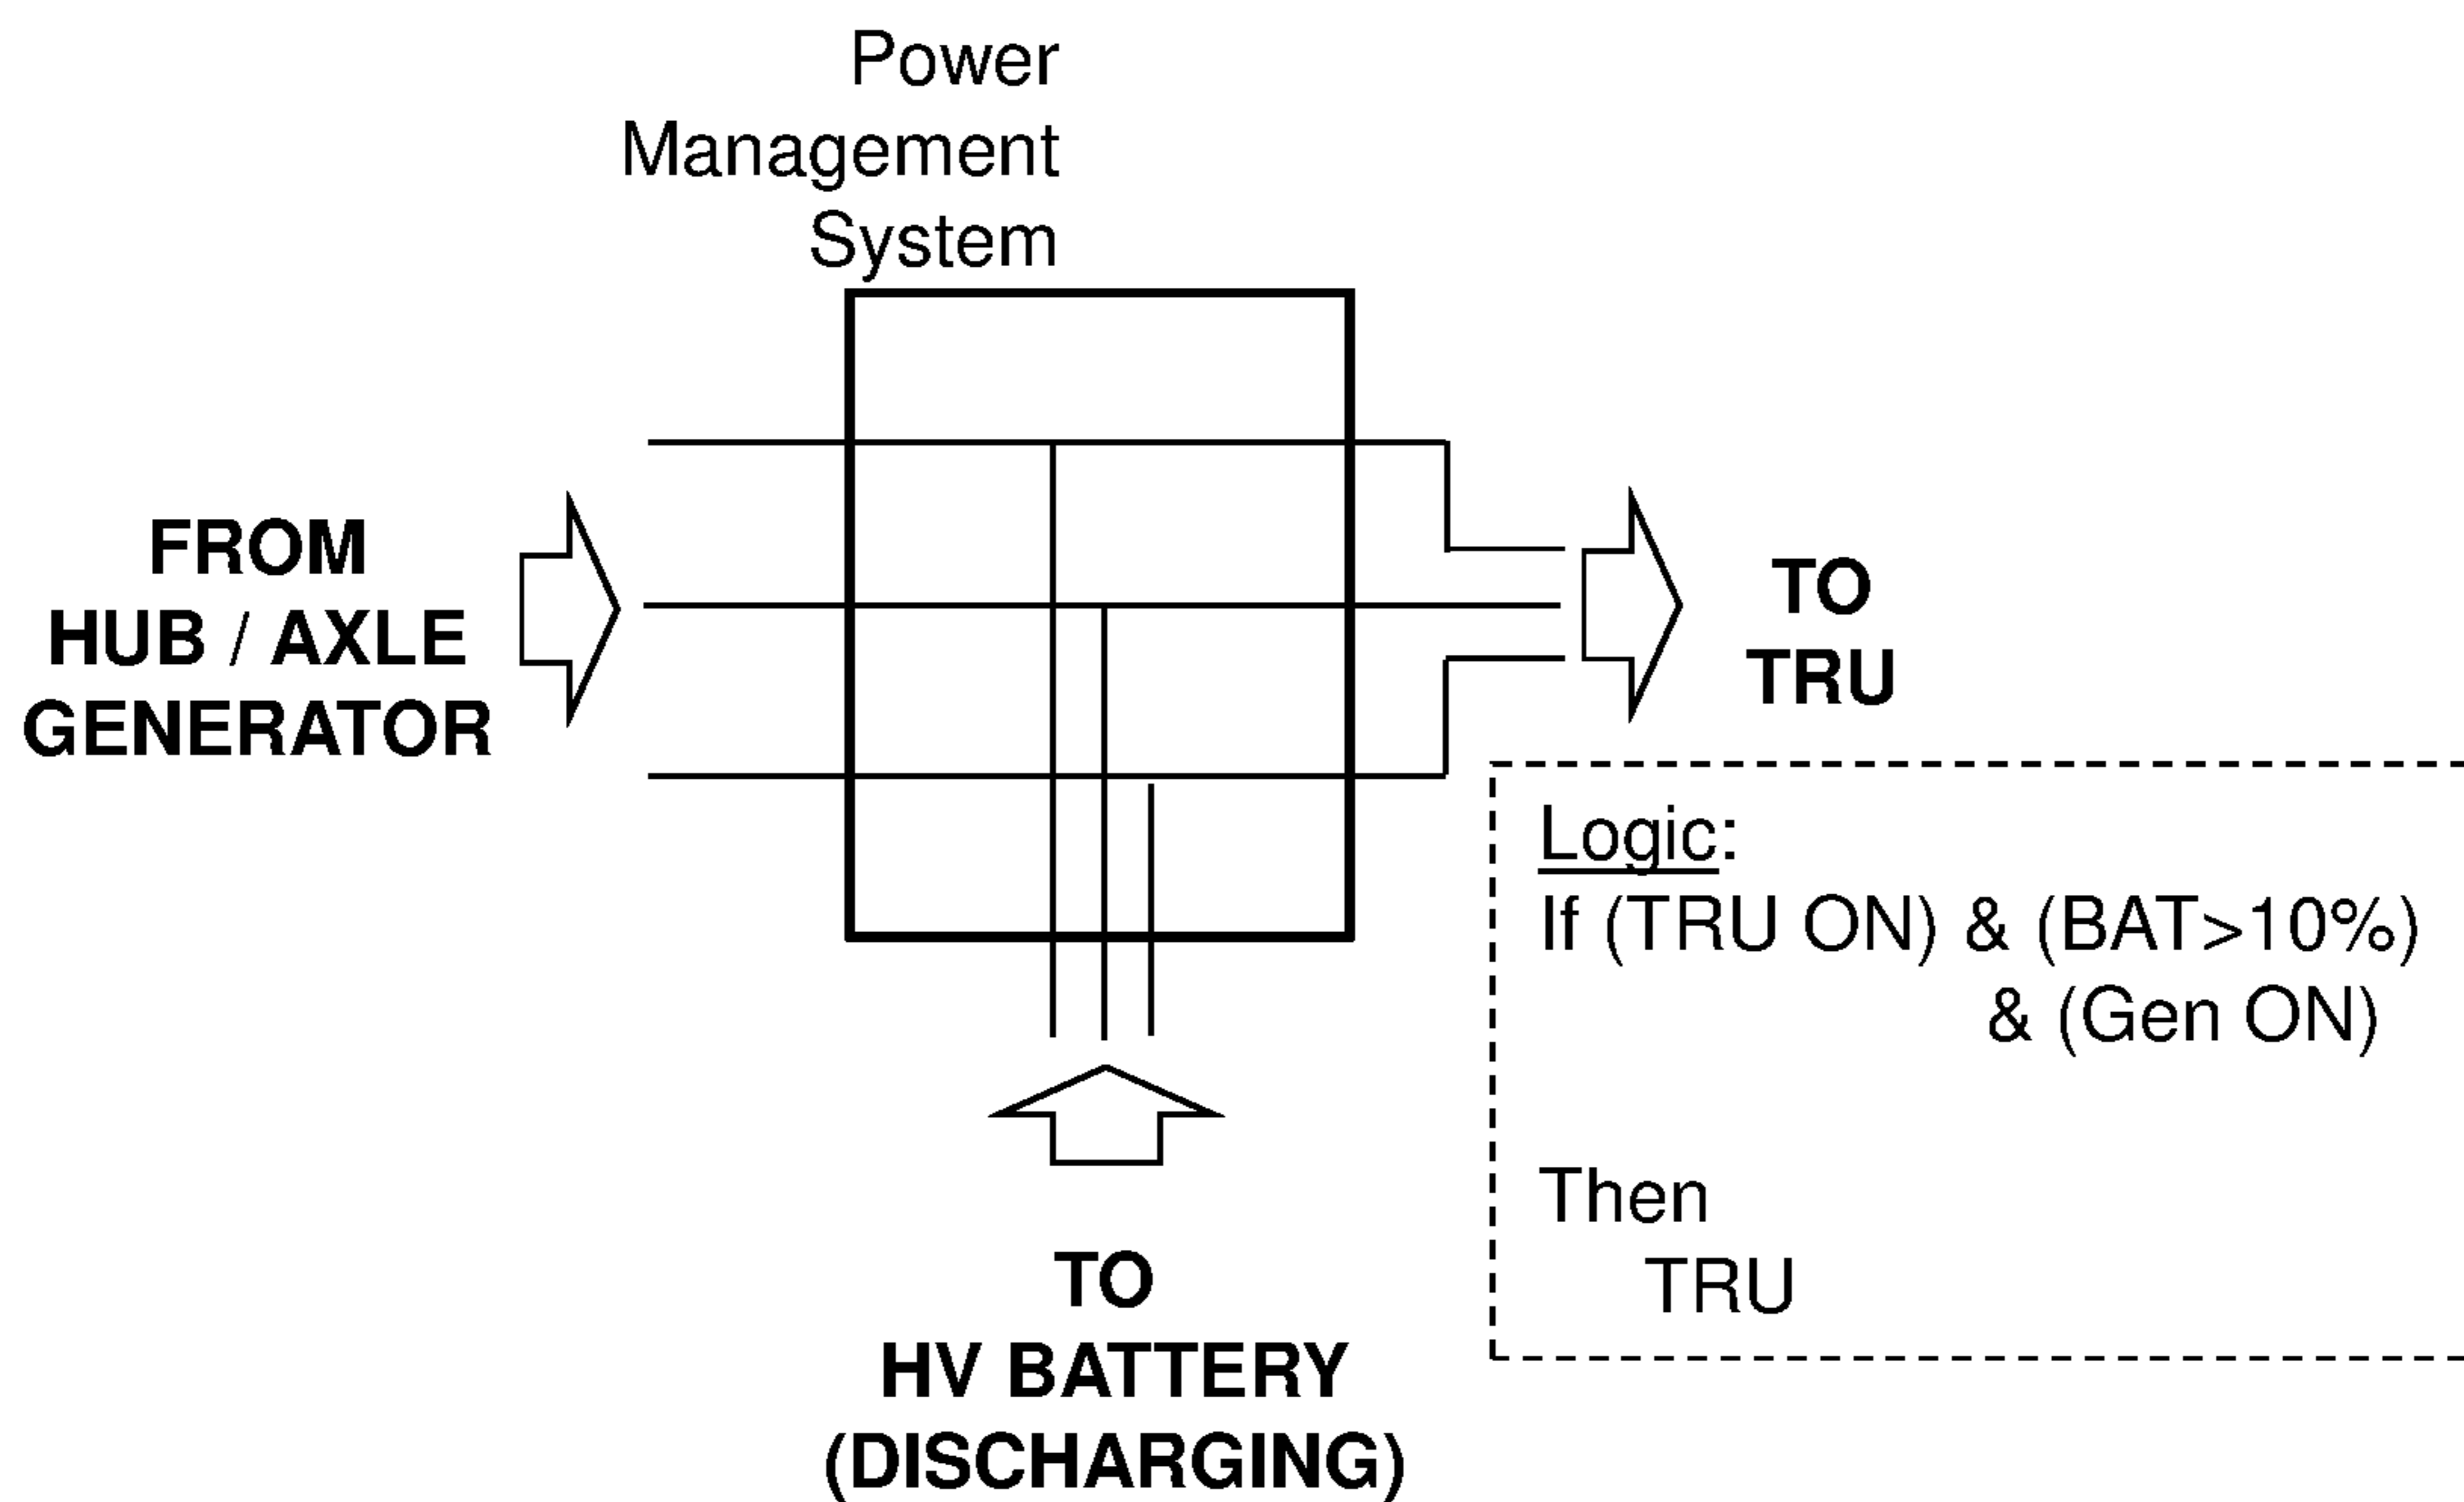 Power
Management
System
FROM
HUB / AXLE
GENERATOR
TO
TRU
Logic:
If (TRU ON) & (BAT>10%)
& (Gen ON)
Then
TRU
TO
HV BATTERY
(DISCHARGING)